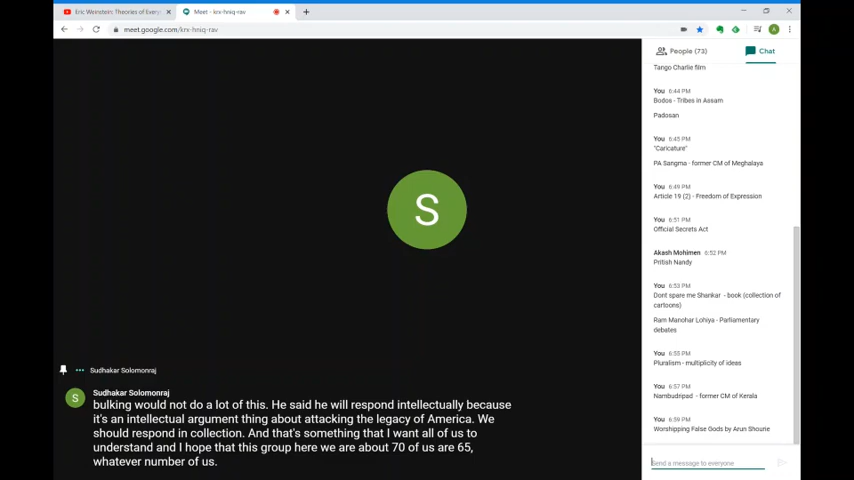 Eric Weinstein: Theories of Every
Meet - krx-hniq-rav
meet.google.com/krx-hniq-rav
People (73)
Chat
Tango Charlie film
You 6:44 PM
Bodos - Tribes in Assam
Padosan
You 6:45 PM
"Caricature"
PA Sangma - former CM of Meghalaya
You 6:49 PM
Article 19 (2) - Freedom of Expression
You 6:51 PM
Official Secrets Act
Akash Mohimen 6:52 PM
Pritish Nandy
You 6:53 PM
Dont spare me Shankar - book (collection of
cartoons)
Ram Manohar Lohiya - Parliamentary
debates
You 6:55 PM
Pluralism - multiplicity of ideas
You 6:57 PM
Nambudripad - former CM of Kerala
You 6:59 PM
Worshipping False Gods by Arun Shourie
Send a message to everyone
S
Sudhakar Solomonraj
S
Sudhakar Solomonraj
bulking would not do a lot of this. He said he will respond intellectually because
it's an intellectual argument thing about attacking the legacy of America. We
should respond in collection. And that's something that I want all of us to
understand and I hope that this group here we are about 70 of us are 65,
whatever number of us.